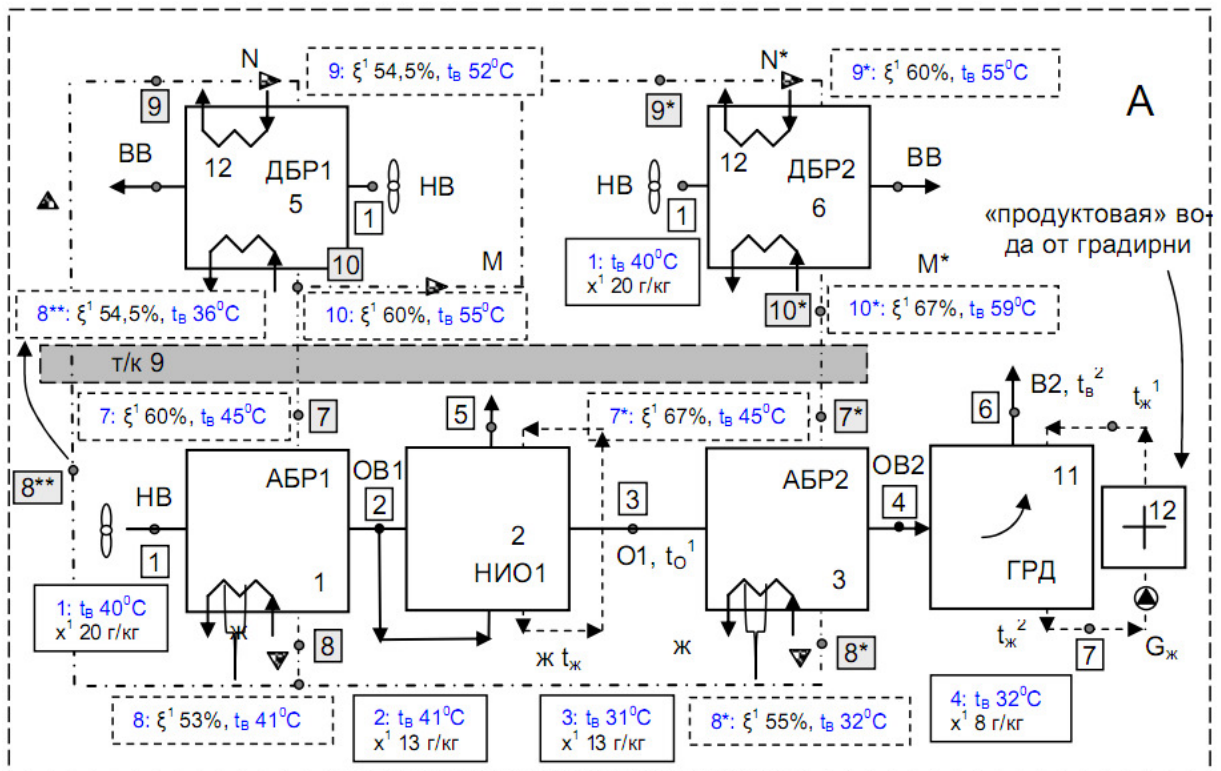 N
9: ξ¹ 54,5%, tв 52⁰С
N*
9*: ξ¹ 60%, tв 55⁰С
9
9*
А
ВВ
12
ДБР1
5
НВ
1
НВ
1
12
ДБР2
6
ВВ
«продуктовая» во-
да от градирни
10
М
1: tв 40⁰С
х¹ 20 г/кг
М*
8**: ξ¹ 54,5%, tв 36⁰С
10: ξ¹ 60%, tв 55⁰С
10*
10*: ξ¹ 67%, tв 59⁰С
т/к 9
7: ξ¹ 60%, tв 45⁰С
7
5
7*: ξ¹ 67%, tв 45⁰С
7*
6
В2, tв²
tж¹
8**
НВ
1
АБР1
1
ж
ОВ1
2
2
НИО1
3
О1, tО¹
АБР2
3
ОВ2
4
11
ГРД
12
1: tв 40⁰С
х¹ 20 г/кг
8
ж tж
ж
8*
tж²
7
Gж
8: ξ¹ 53%, tв 41⁰С
2: tв 41⁰С
х¹ 13 г/кг
3: tв 31⁰С
х¹ 13 г/кг
8*: ξ¹ 55%, tв 32⁰С
4: tв 32⁰С
х¹ 8 г/кг